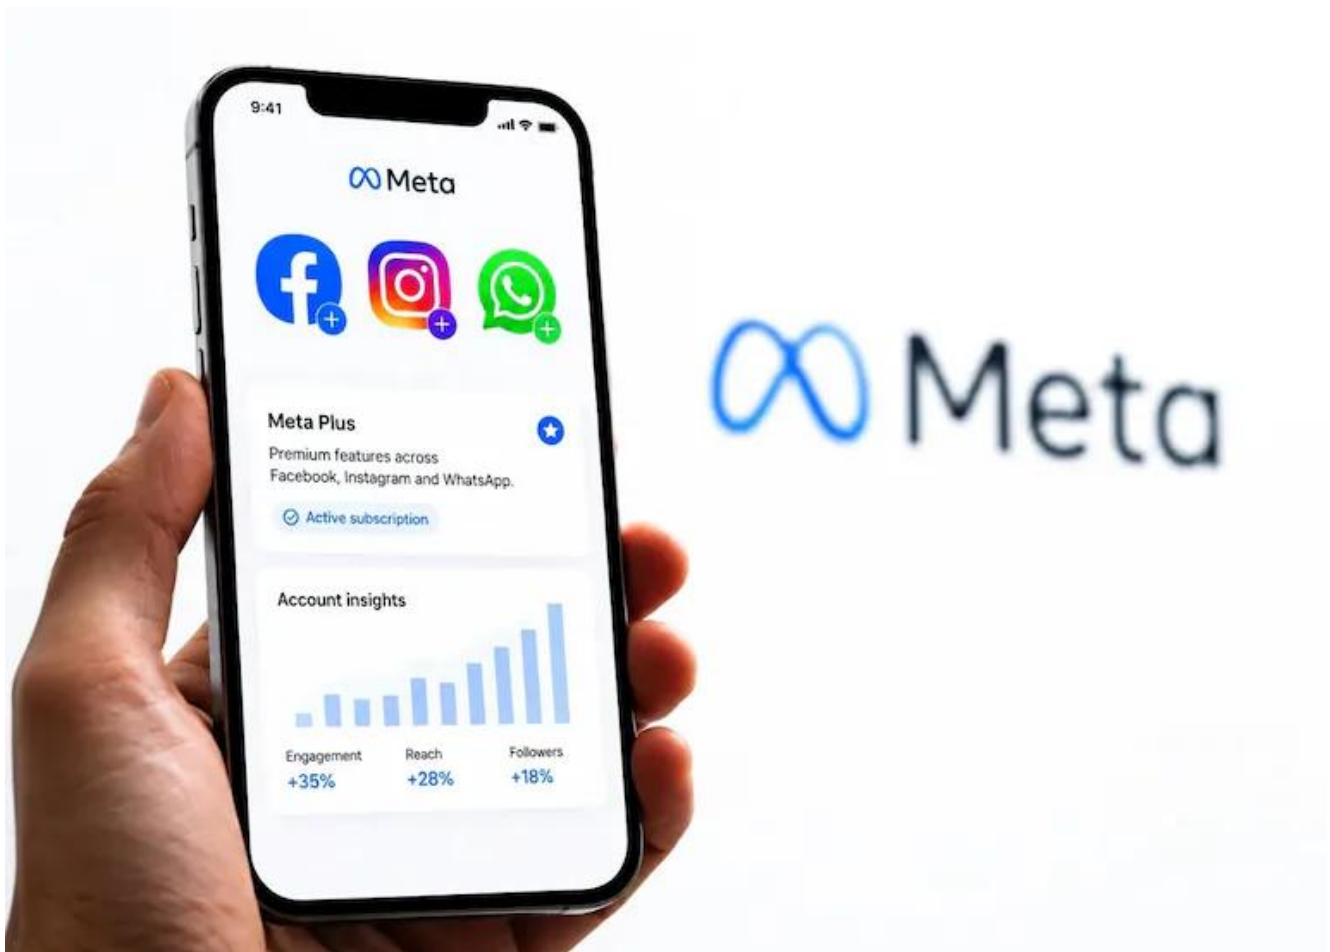 9:41
Meta
Meta Plus
Premium features across
Facebook, Instagram and WhatsApp.
Active subscription
Account insights
Engagement
Reach
Followers
+35%
+28%
+18%
Meta